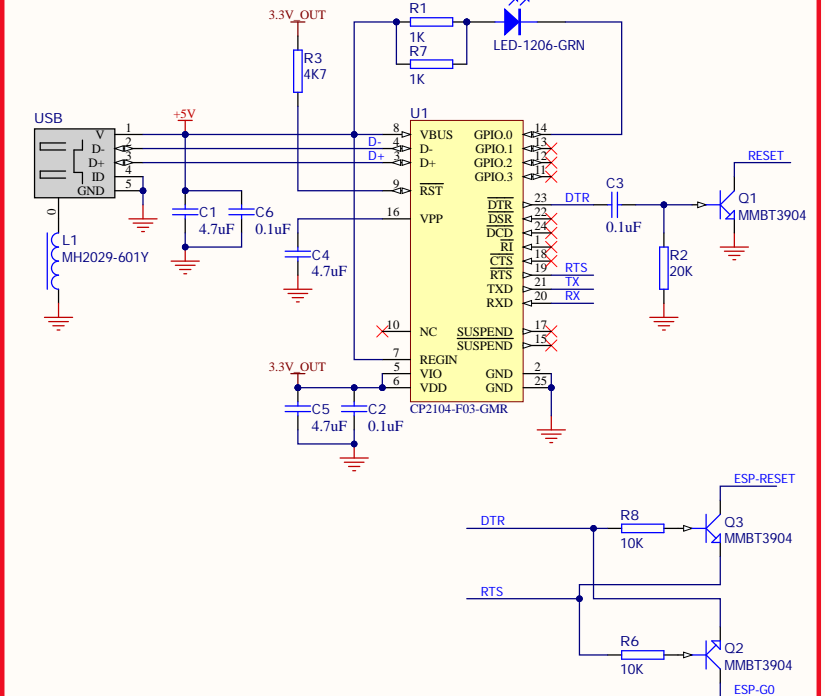 3.3V_OUT
R1
1K
R7
1K
LED-1206-GRN
R3
4K7
USB
+5V
U1
V 1
D- 2
D+ 3
ID 4
GND 5
D-
D+
8 VBUS
4 D-
3 D+
9 RST
16 VPP
10 NC
7 REGIN
5 VIO
6 VDD
GPIO.0 14
GPIO.1 13
GPIO.2 12
GPIO.3 11
DTR 23
DSR 22
DCD 24
RI 1
CTS 18
RTS 19
TXD 21
RXD 20
SUSPEND 17
SUSPEND 15
GND 2
GND 25
CP2104-F03-GMR
DTR
RTS
TX
RX
C3
0.1uF
R2
20K
RESET
Q1
MMBT3904
0
L1
MH2029-601Y
C1
4.7uF
C6
0.1uF
C4
4.7uF
3.3V_OUT
C5
4.7uF
C2
0.1uF
ESP-RESET
DTR
R8
10K
Q3
MMBT3904
RTS
R6
10K
Q2
MMBT3904
ESP-G0